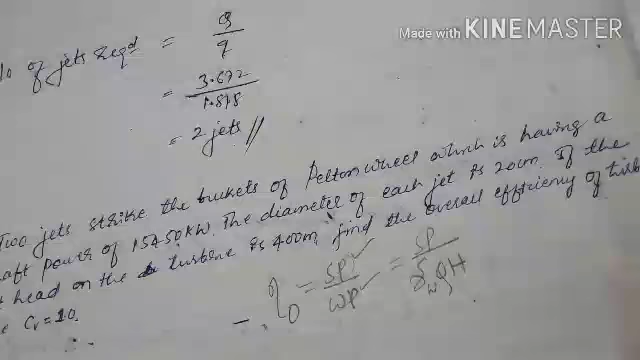 Made with KINEMASTER
No of jets reqd = Q/q
= 3.672/1.818
= 2 jets //
Two jets strike the buckets of Pelton wheel which is having a
shaft power of 15450 KW. The diameter of each jet is 20cm. If the
head on the turbine is 400m, find the overall efficiency of turb
Cv = 1.0.
η0 = SP/WP = SP/δwQH